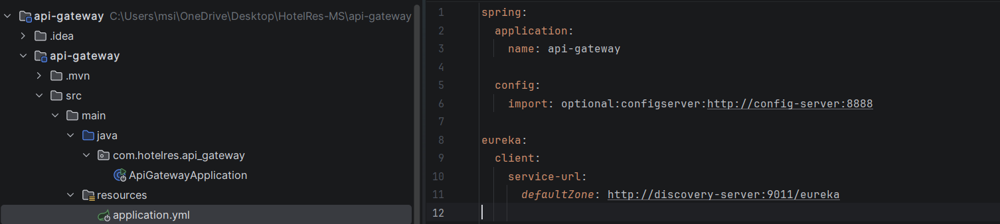 api-gateway C:\Users\msi\OneDrive\Desktop\HotelRes-MS\api-gateway
.idea
api-gateway
.mvn
src
main
java
com.hotelres.api_gateway
ApiGatewayApplication
resources
application.yml
1 spring:
2 application:
3 name: api-gateway
4
5 config:
6 import: optional:configserver:http://config-server:8888
7
8 eureka:
9 client:
10 service-url:
11 defaultZone: http://discovery-server:9011/eureka
12